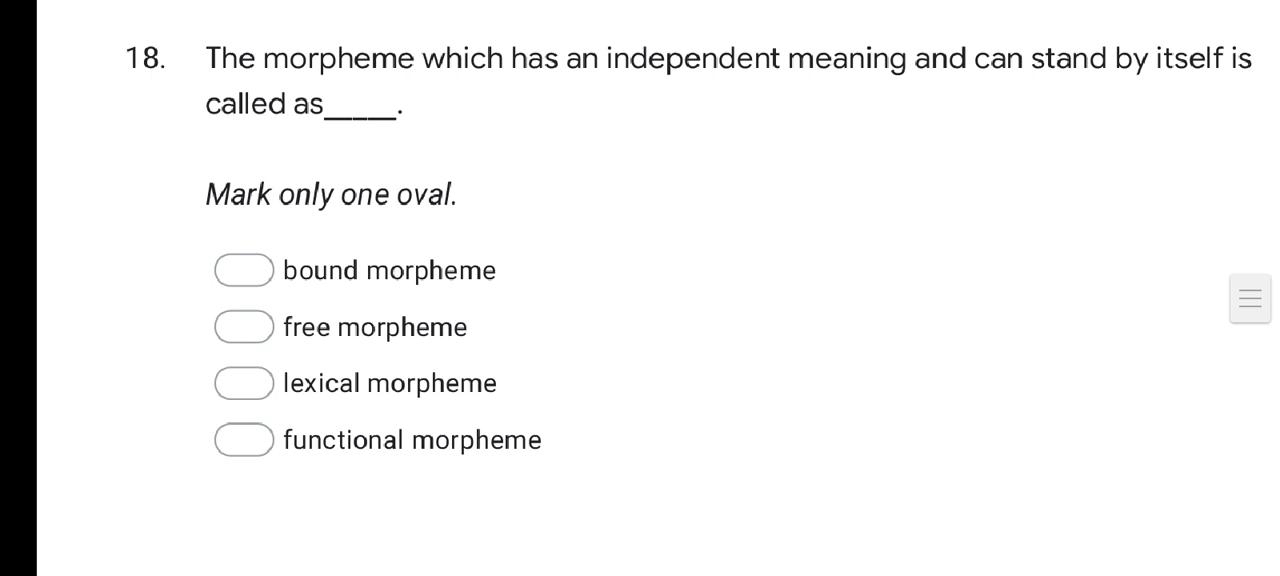 18. The morpheme which has an independent meaning and can stand by itself is
called as_____.
Mark only one oval.
bound morpheme
free morpheme
lexical morpheme
functional morpheme